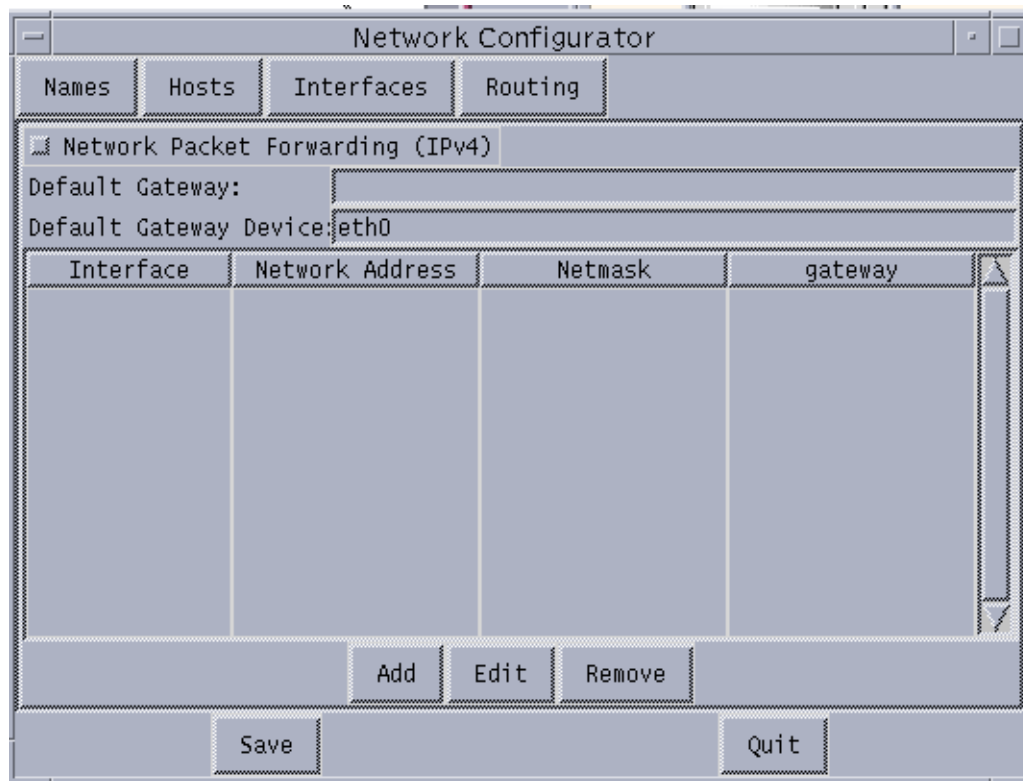 Network Configurator
Names Hosts Interfaces Routing
Network Packet Forwarding (IPv4)
Default Gateway:
Default Gateway Device: eth0
Interface Network Address Netmask gateway
Add Edit Remove
Save Quit